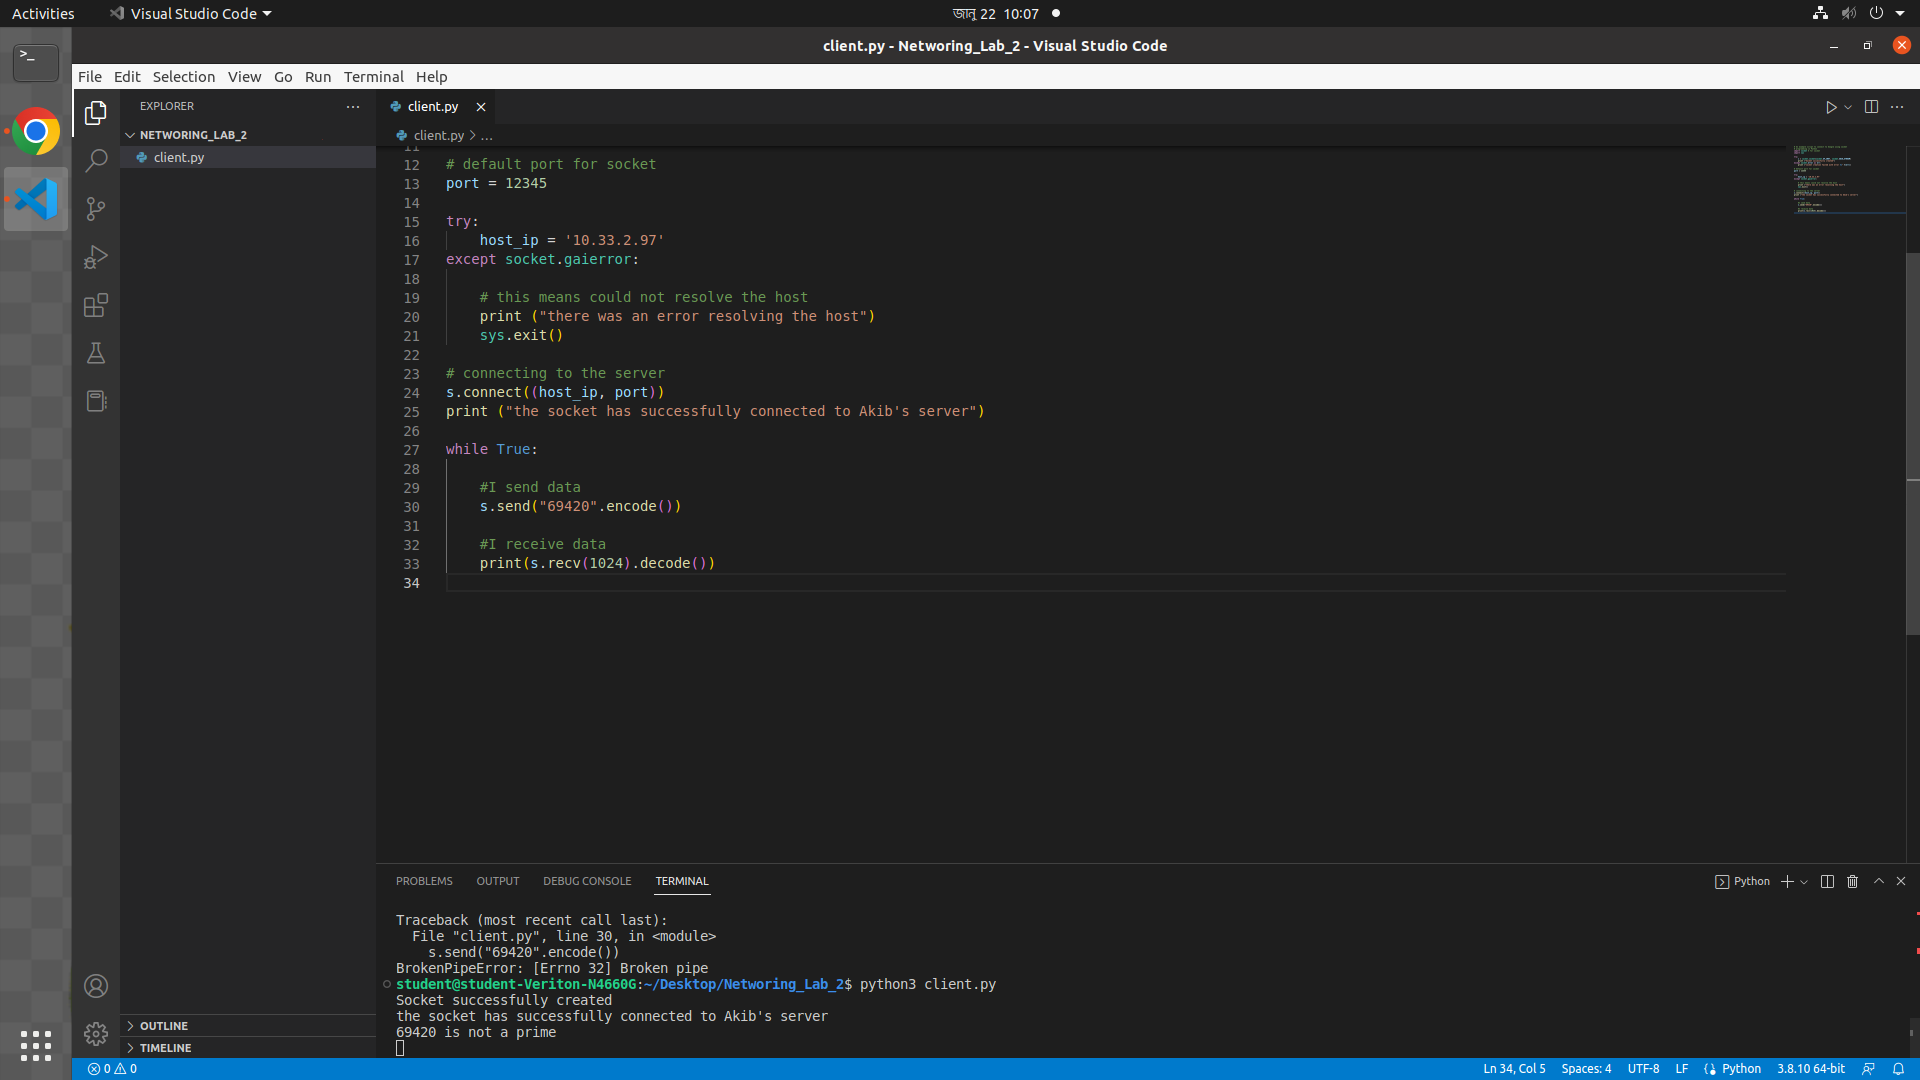 Activities
Visual Studio Code
জানু 22 10:07
client.py - Networing_Lab_2 - Visual Studio Code
File Edit Selection View Go Run Terminal Help
EXPLORER
NETWORING_LAB_2
client.py
client.py
client.py > ...
11
12 # default port for socket
13 port = 12345
14
15 try:
16     host_ip = '10.33.2.97'
17 except socket.gaierror:
18
19     # this means could not resolve the host
20     print ("there was an error resolving the host")
21     sys.exit()
22
23 # connecting to the server
24 s.connect((host_ip, port))
25 print ("the socket has successfully connected to Akib's server")
26
27 while True:
28
29     #I send data
30     s.send("69420".encode())
31
32     #I receive data
33     print(s.recv(1024).decode())
34
PROBLEMS OUTPUT DEBUG CONSOLE TERMINAL
Python
Traceback (most recent call last):
  File "client.py", line 30, in <module>
    s.send("69420".encode())
BrokenPipeError: [Errno 32] Broken pipe
student@student-Veriton-N4660G:~/Desktop/Networing_Lab_2$ python3 client.py
Socket successfully created
the socket has successfully connected to Akib's server
69420 is not a prime
OUTLINE
TIMELINE
0 0
Ln 34, Col 5 Spaces: 4 UTF-8 LF Python 3.8.10 64-bit